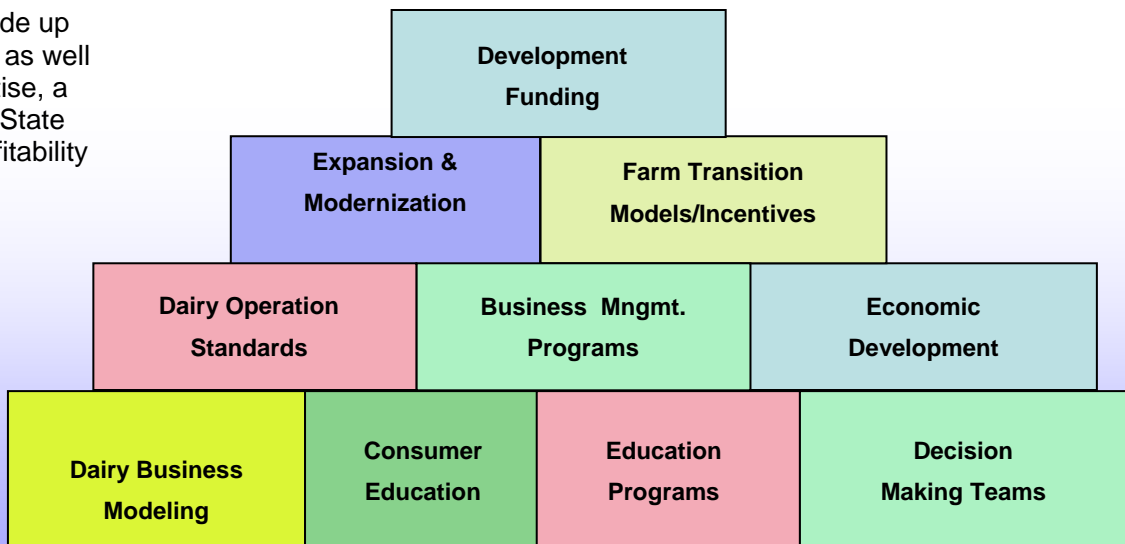 de up
as well
ise, a
State
fitability
Development
Funding
Expansion &
Modernization
Farm Transition
Models/Incentives
Dairy Operation
Standards
Business Mngmt.
Programs
Economic
Development
Dairy Business
Modeling
Consumer
Education
Education
Programs
Decision
Making Teams